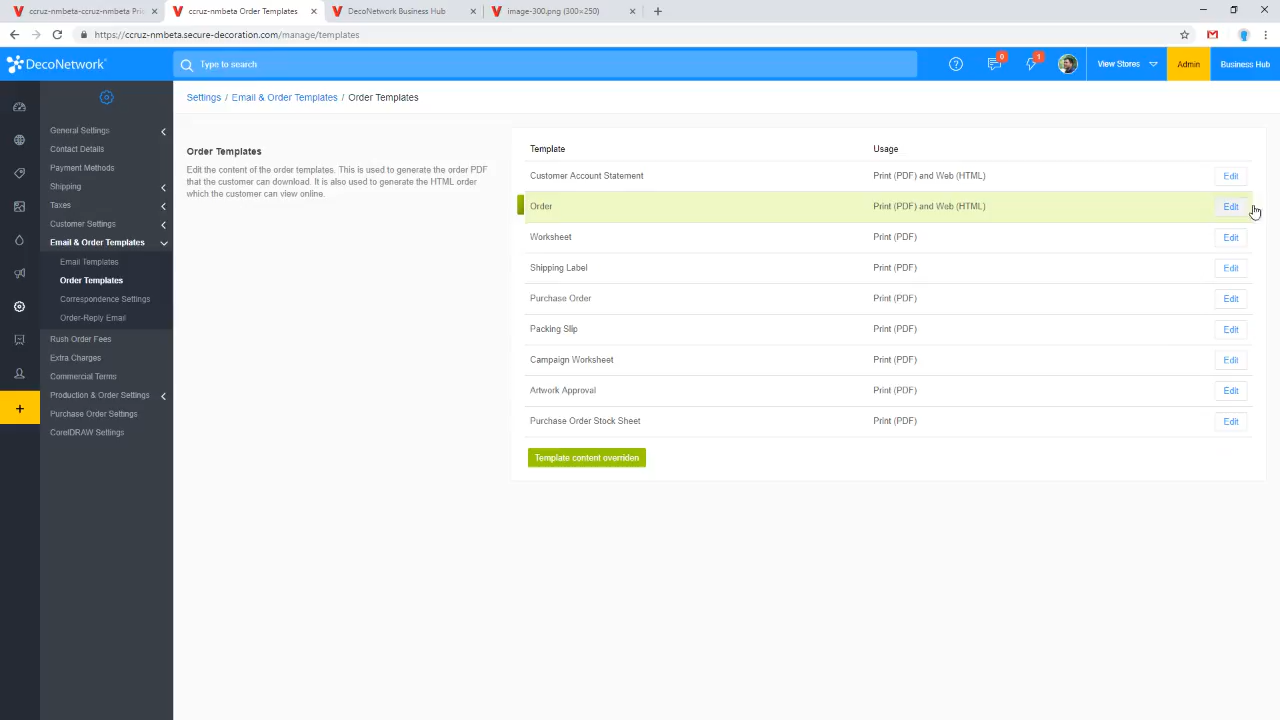 ccruz-nmbeta-ccruz-nmbeta Pric
ccruz-nmbeta Order Templates
DecoNetwork Business Hub
image-300.png (300×250)
https://ccruz-nmbeta.secure-decoration.com/manage/templates
DecoNetwork
Type to search
0
1
View Stores
Admin
Business Hub
General Settings
Contact Details
Payment Methods
Shipping
Taxes
Customer Settings
Email & Order Templates
Email Templates
Order Templates
Correspondence Settings
Order-Reply Email
Rush Order Fees
Extra Charges
Commercial Terms
Production & Order Settings
Purchase Order Settings
CorelDRAW Settings
Settings / Email & Order Templates / Order Templates
Order Templates
Edit the content of the order templates. This is used to generate the order PDF
that the customer can download. It is also used to generate the HTML order
which the customer can view online.
Template Usage
Customer Account Statement Print (PDF) and Web (HTML) Edit
Order Print (PDF) and Web (HTML) Edit
Worksheet Print (PDF) Edit
Shipping Label Print (PDF) Edit
Purchase Order Print (PDF) Edit
Packing Slip Print (PDF) Edit
Campaign Worksheet Print (PDF) Edit
Artwork Approval Print (PDF) Edit
Purchase Order Stock Sheet Print (PDF) Edit
Template content overriden